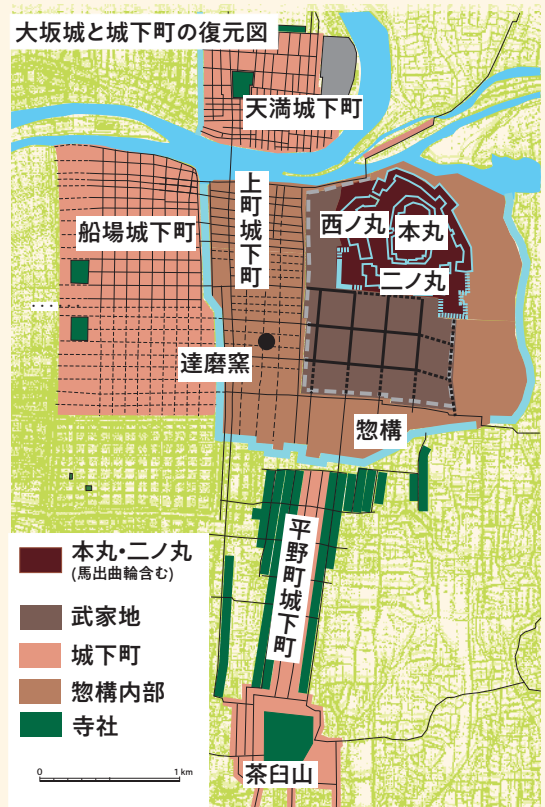 大坂城と城下町の復元図
天満城下町
上町城下町
船場城下町
西ノ丸
本丸
二ノ丸
達磨窯
惣構
平野町城下町
茶臼山
本丸・二ノ丸
(馬出曲輪含む)
武家地
城下町
惣構内部
寺社
0 1km